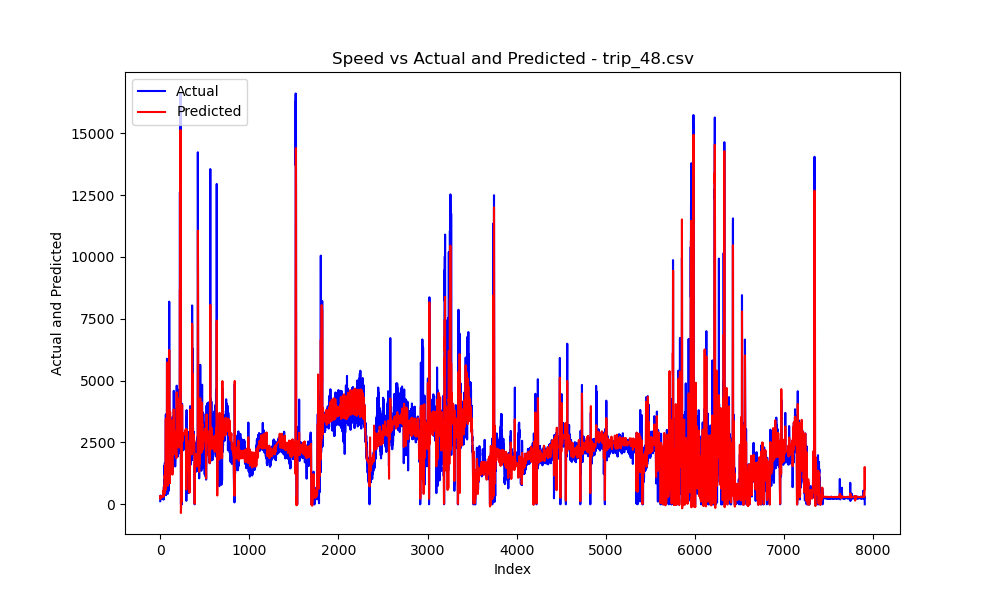 Speed vs Actual and Predicted - trip_48.csv
Actual
Predicted
15000
12500
10000
7500
5000
2500
0
Actual and Predicted
0 1000 2000 3000 4000 5000 6000 7000 8000
Index